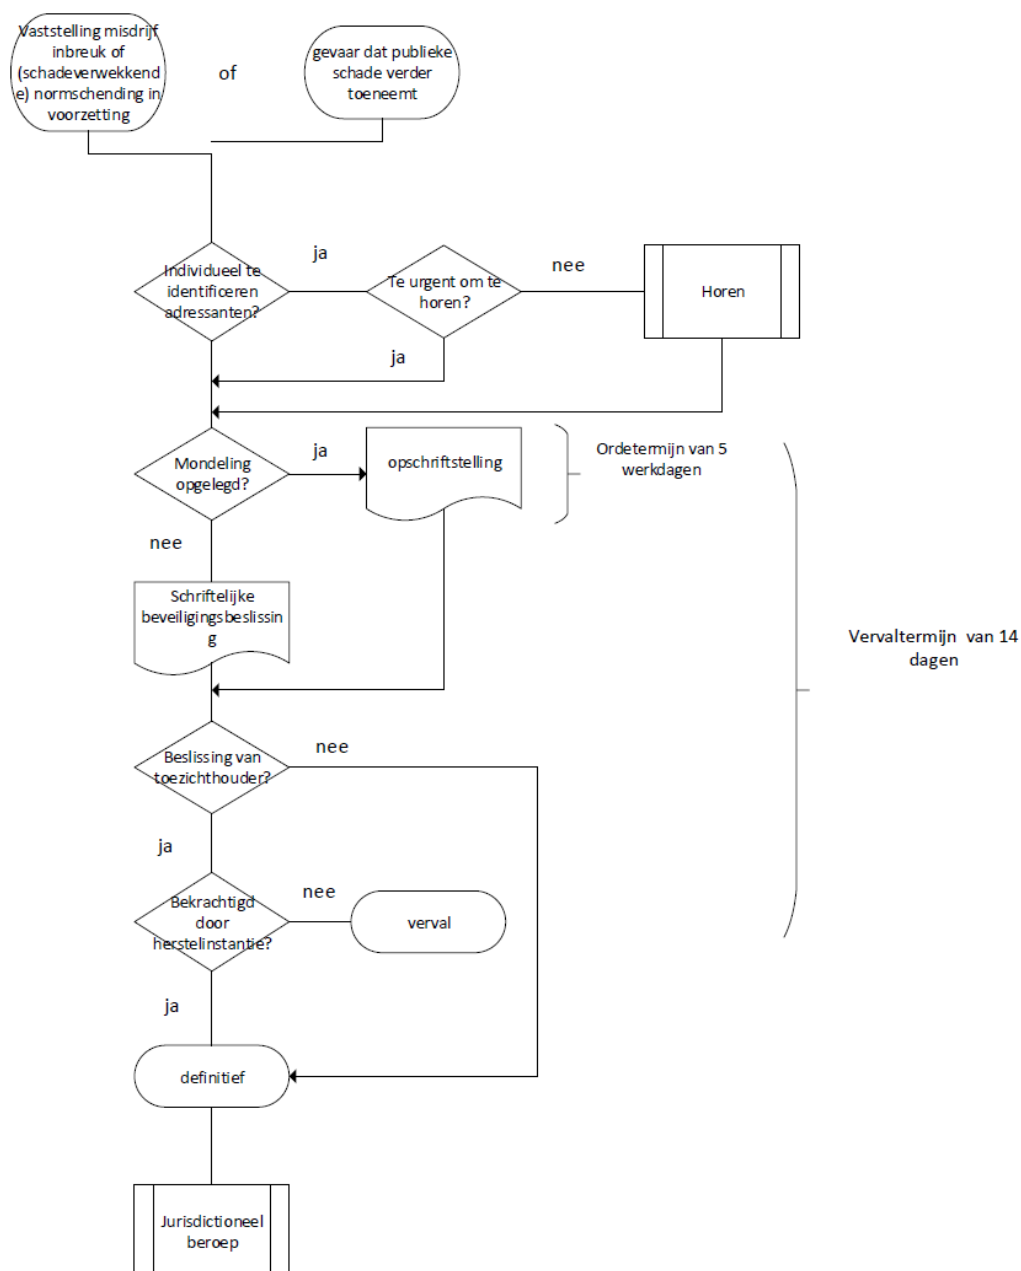 Vaststelling misdrijf
inbreuk of
(schadeverwekkend
e) normschending in
voorzetting
of
gevaar dat publieke
schade verder
toeneemt
Individueel te
identificeren
adressanten?
ja
Te urgent om te
horen?
nee
Horen
ja
Mondeling
opgelegd?
ja
opschriftstelling
Ordetermijn van 5
werkdagen
nee
Schriftelijke
beveiligingsbeslissin
g
Vervaltermijn van 14
dagen
Beslissing van
toezichthouder?
nee
ja
Bekrachtigd
door
herstelinstantie?
nee
verval
ja
definitief
Jurisdictioneel
beroep